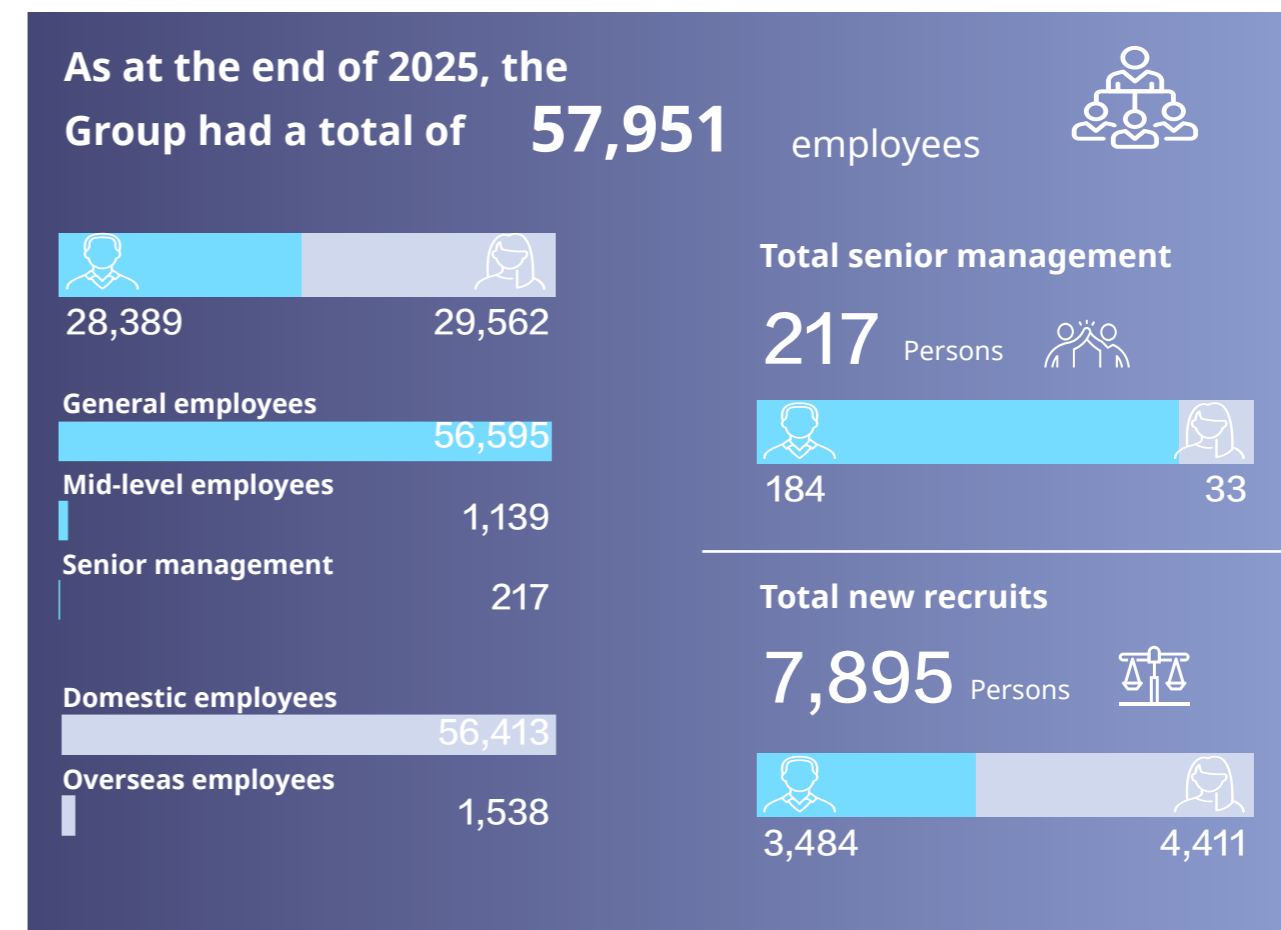 As at the end of 2025, the
Group had a total of 57,951 employees
28,389 29,562
General employees
56,595
Mid-level employees
1,139
Senior management
217
Domestic employees
56,413
Overseas employees
1,538
Total senior management
217 Persons
184 33
Total new recruits
7,895 Persons
3,484 4,411